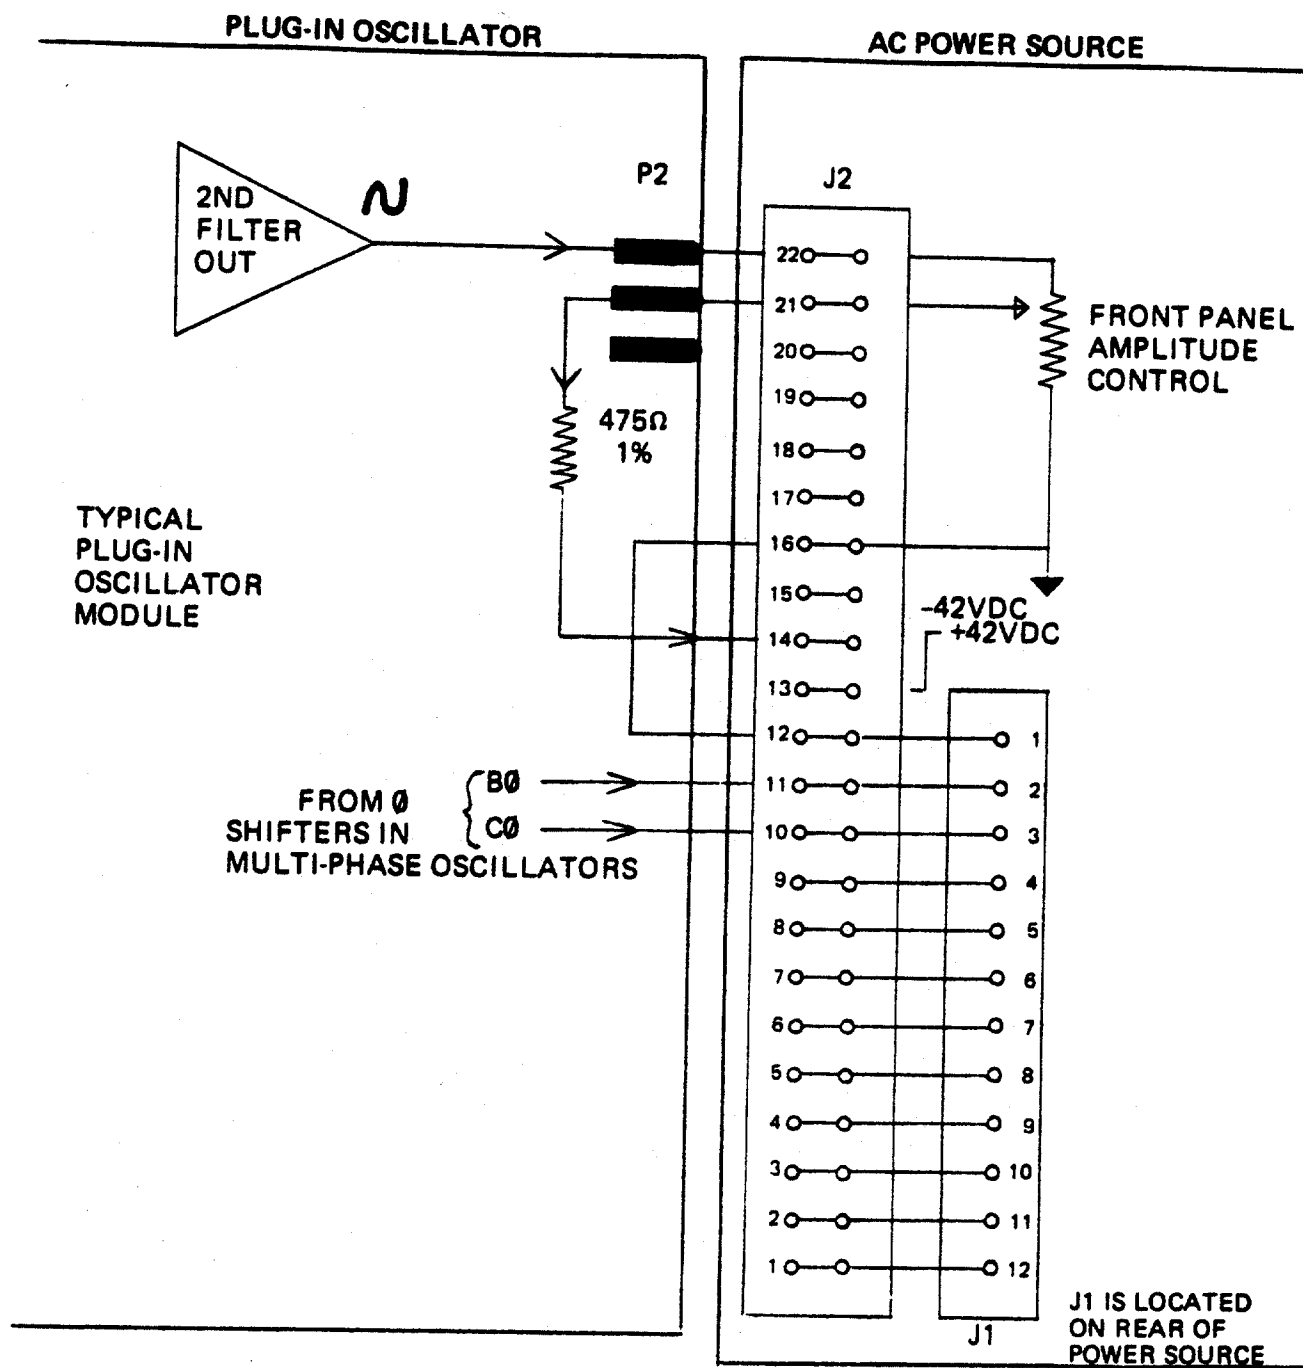 PLUG-IN OSCILLATOR
AC POWER SOURCE
P2
J2
2ND
FILTER
OUT
22
21
20
19
18
17
16
15
14
13
12
11
10
9
8
7
6
5
4
3
2
1
FRONT PANEL
AMPLITUDE
CONTROL
475Ω
1%
TYPICAL
PLUG-IN
OSCILLATOR
MODULE
-42VDC
+42VDC
1
2
3
4
5
6
7
8
9
10
11
12
FROM Ø
SHIFTERS IN
MULTI-PHASE OSCILLATORS
BØ
CØ
J1
J1 IS LOCATED
ON REAR OF
POWER SOURCE